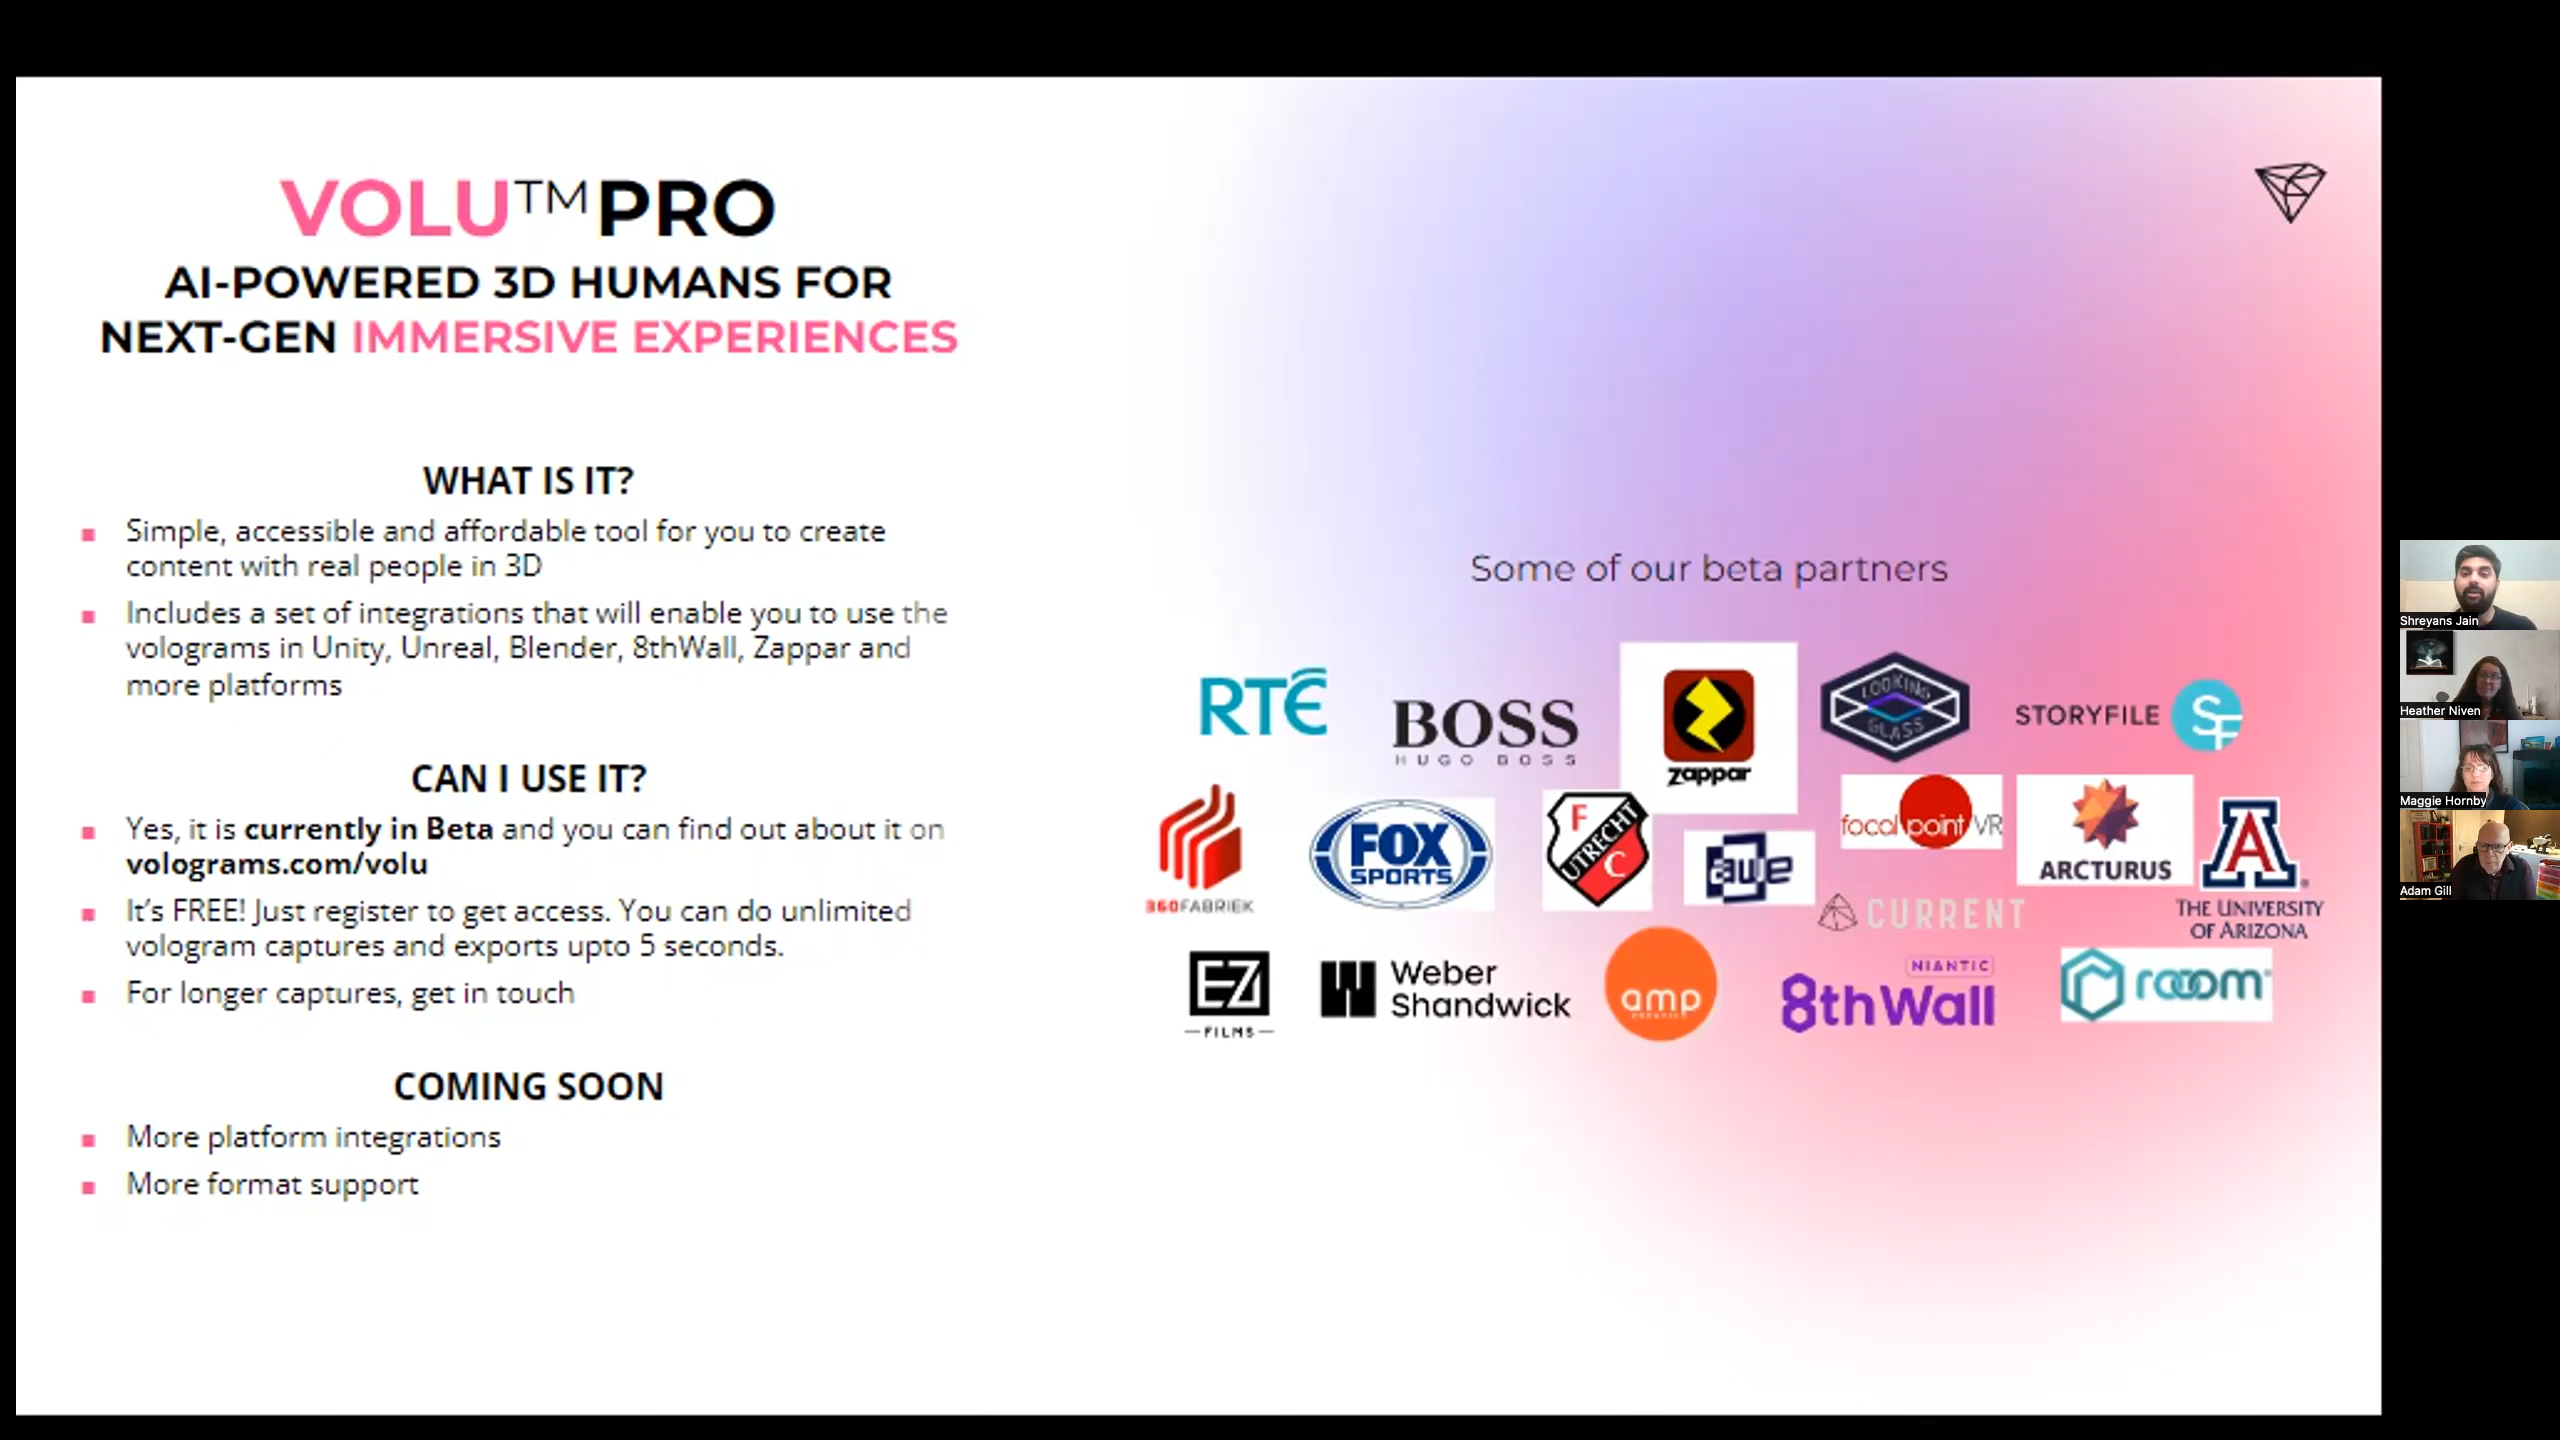 VOLU™PRO
AI-POWERED 3D HUMANS FOR
NEXT-GEN IMMERSIVE EXPERIENCES
WHAT IS IT?
Simple, accessible and affordable tool for you to create
content with real people in 3D
Includes a set of integrations that will enable you to use the
volograms in Unity, Unreal, Blender, 8thWall, Zappar and
more platforms
CAN I USE IT?
Yes, it is currently in Beta and you can find out about it on
volograms.com/volu
It's FREE! Just register to get access. You can do unlimited
vologram captures and exports upto 5 seconds.
For longer captures, get in touch
COMING SOON
More platform integrations
More format support
Some of our beta partners
RTÉ
BOSS
HUGO BOSS
zappar
LOOKING
GLASS
STORYFILE SF
360FABRIEK
FOX
SPORTS
FC
UTRECHT
awe
focalpointVR
ARCTURUS
A
THE UNIVERSITY
OF ARIZONA
CURRENT
EZ
FILMS
Weber
Shandwick
amp
NIANTIC
8thWall
rooom
Shreyans Jain
Heather Niven
Maggie Hornby
Adam Gill